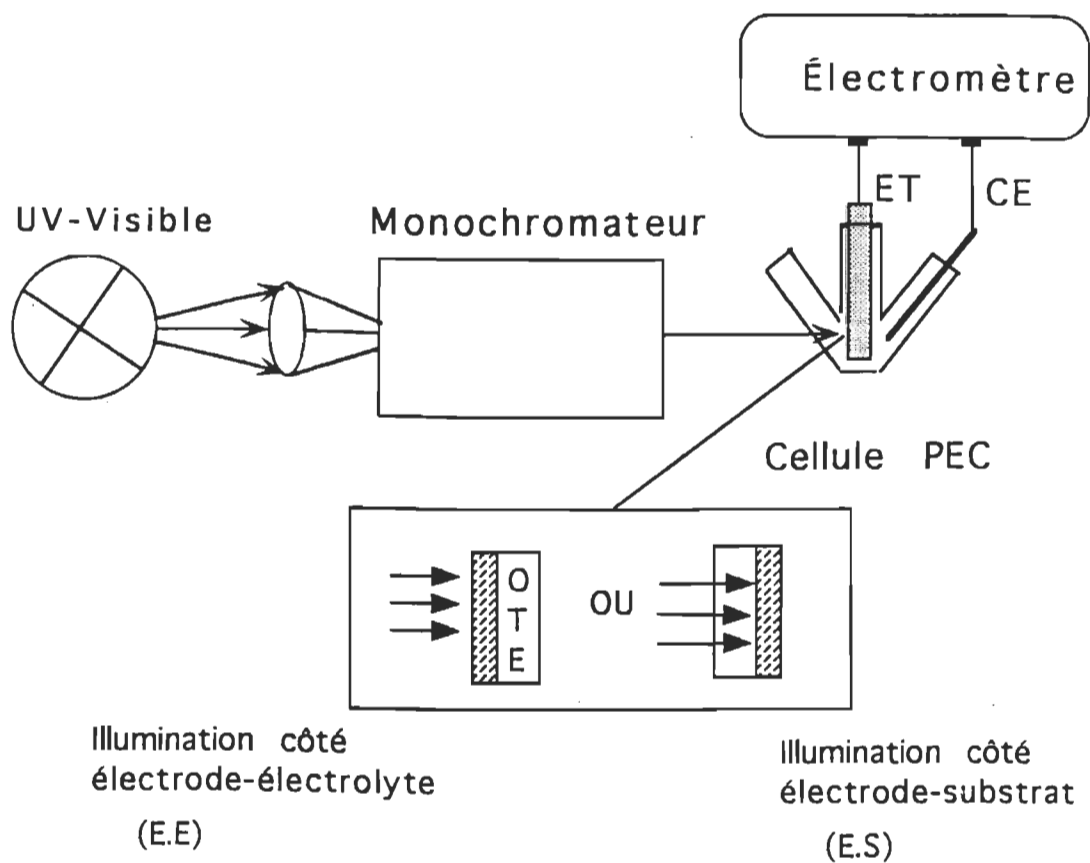 Électromètre
ET
CE
UV-Visible
Monochromateur
Cellule PEC
O
T
E
OU
Illumination côté
électrode-électrolyte
(E.E)
Illumination côté
électrode-substrat
(E.S)